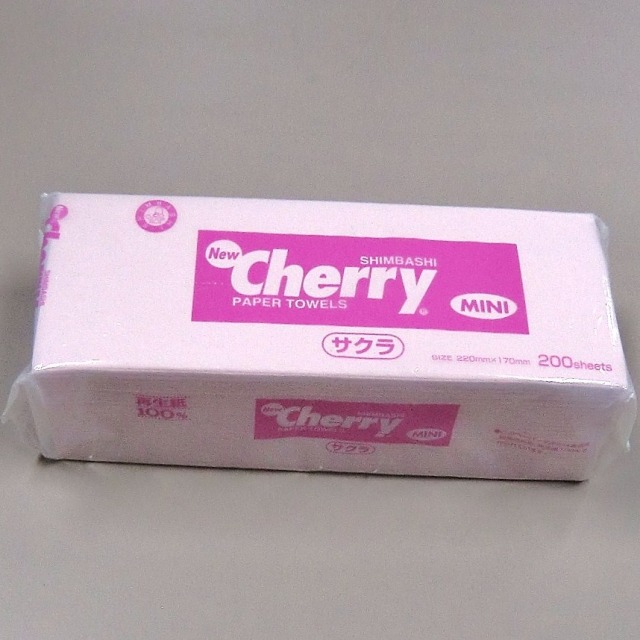 New
SHIMBASHI
Cherry
PAPER TOWELS
MINI
サクラ
SIZE 220mm×170mm 200sheets
再生紙
100%
New
SHIMBASHI
Cherry
PAPER TOWELS
MINI
サクラ